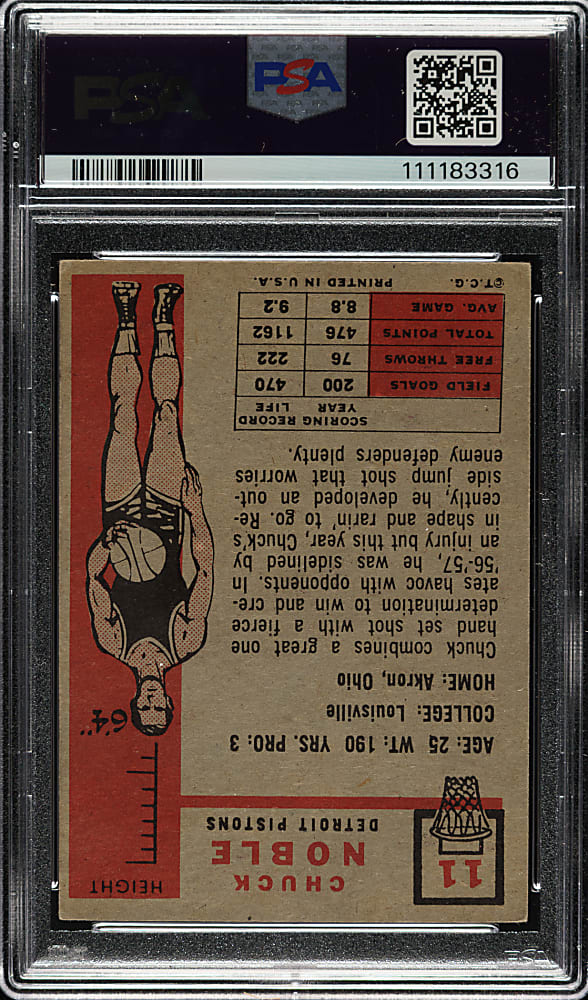 PSA
PSA
111183316
11
CHUCK
NOBLE
DETROIT PISTONS
HEIGHT
6'4"
AGE: 25 WT: 190 YRS. PRO: 3
COLLEGE: Louisville
HOME: Akron, Ohio
Chuck combines a great one
hand set shot with a fierce
determination to win and cre-
ates havoc with opponents. In
'56-'57, he was sidelined by
an injury but this year, Chuck's
in shape and rarin' to go. Re-
cently, he developed an out-
side jump shot that worries
enemy defenders plenty.
SCORING RECORD YEAR LIFE
FIELD GOALS 200 470
FREE THROWS 76 222
TOTAL POINTS 476 1162
AVG. GAME 8.8 9.2
©T.C.G. PRINTED IN U.S.A.
PSA